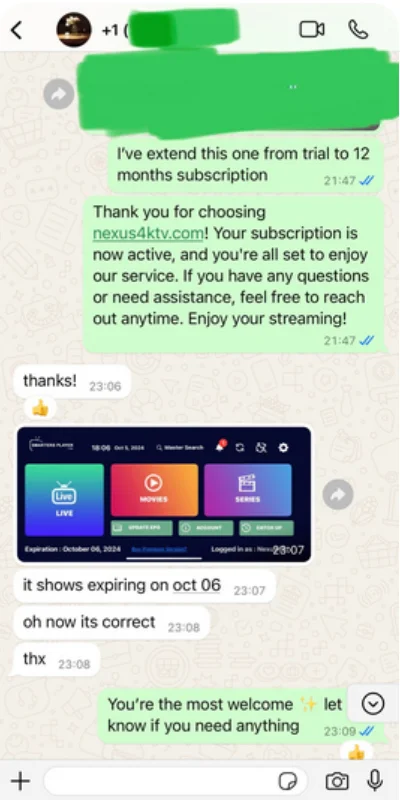 +1 (
I've extend this one from trial to 12
months subscription
21:47
Thank you for choosing
nexus4ktv.com! Your subscription is
now active, and you're all set to enjoy
our service. If you have any questions
or need assistance, feel free to reach
out anytime. Enjoy your streaming!
21:47
thanks! 23:06
SMARTERS PLAYER 18:06 Oct 5, 2024 Master Search
Live
LIVE MOVIES SERIES
UPDATE EPG ACCOUNT CATCH UP
Expiration : October 06, 2024 Buy Premium Version? Logged in as :
23:07
it shows expiring on oct 06 23:07
oh now its correct 23:08
thx 23:08
You're the most welcome ✨ let
know if you need anything 23:09